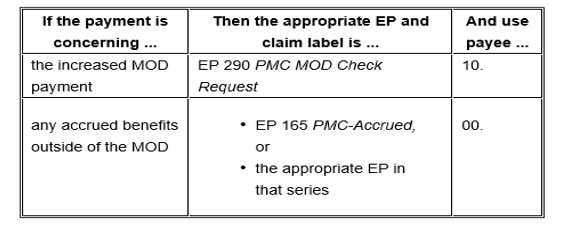 If the payment is
concerning ...
Then the appropriate EP and
claim label is ...
And use
payee ...
the increased MOD
payment
EP 290 PMC MOD Check
Request
10.
any accrued benefits
outside of the MOD
• EP 165 PMC-Accrued,
or
• the appropriate EP in
that series
00.